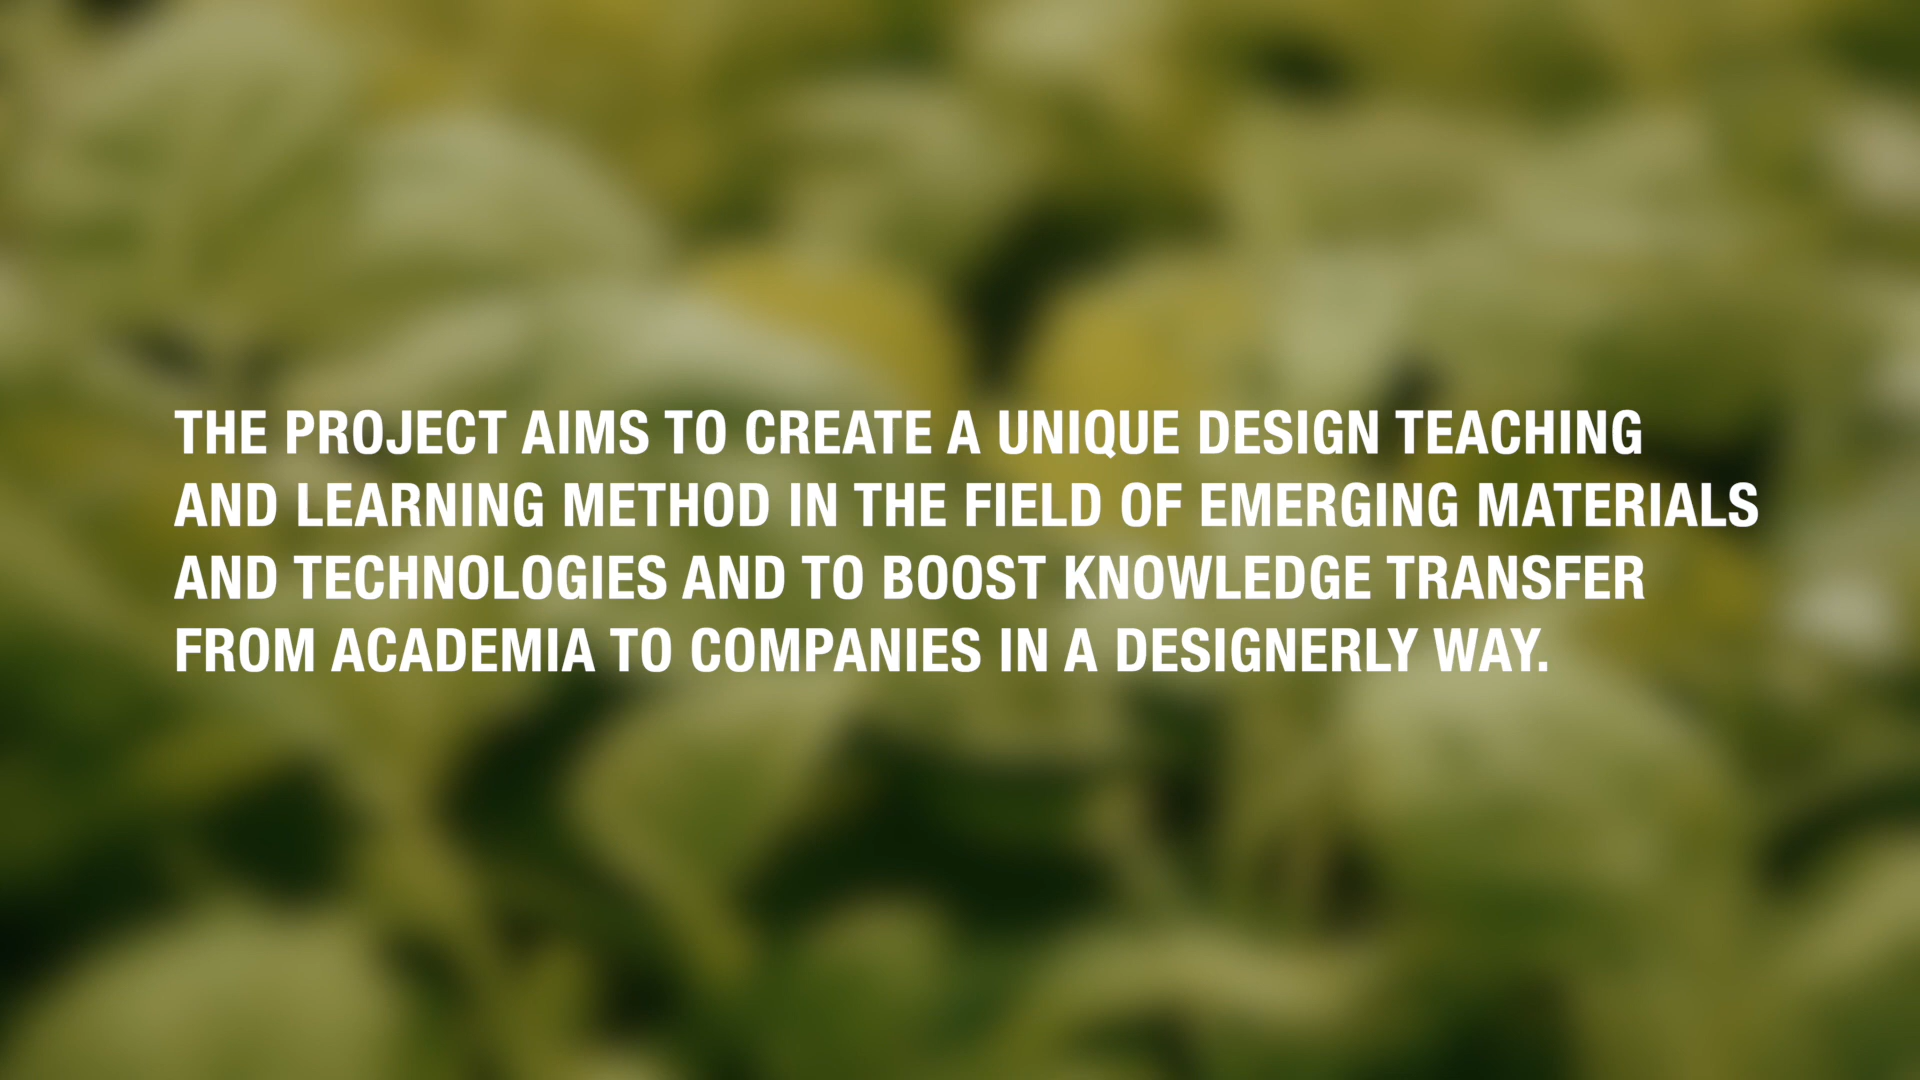 THE PROJECT AIMS TO CREATE A UNIQUE DESIGN TEACHING
AND LEARNING METHOD IN THE FIELD OF EMERGING MATERIALS
AND TECHNOLOGIES AND TO BOOST KNOWLEDGE TRANSFER
FROM ACADEMIA TO COMPANIES IN A DESIGNERLY WAY.